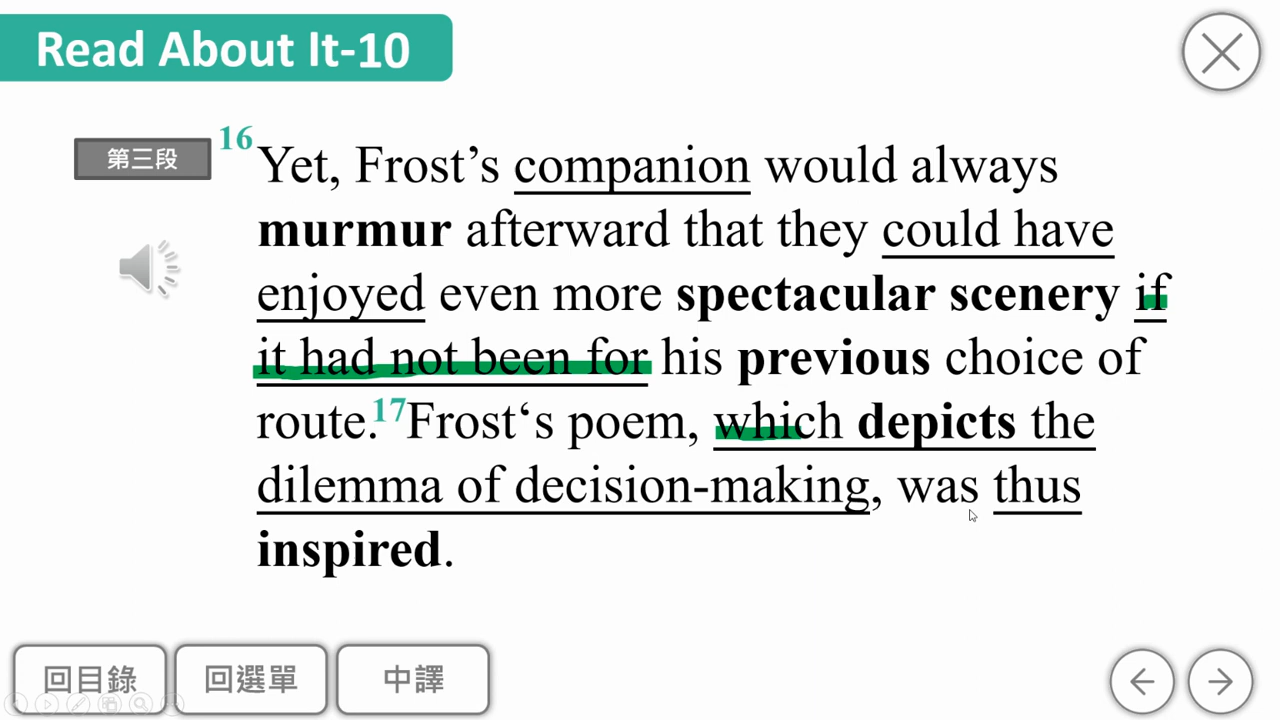 Read About It-10
第三段
16 Yet, Frost’s companion would always
murmur afterward that they could have
enjoyed even more spectacular scenery if
it had not been for his previous choice of
route. 17 Frost‘s poem, which depicts the
dilemma of decision-making, was thus
inspired.
回目錄
回選單
中譯